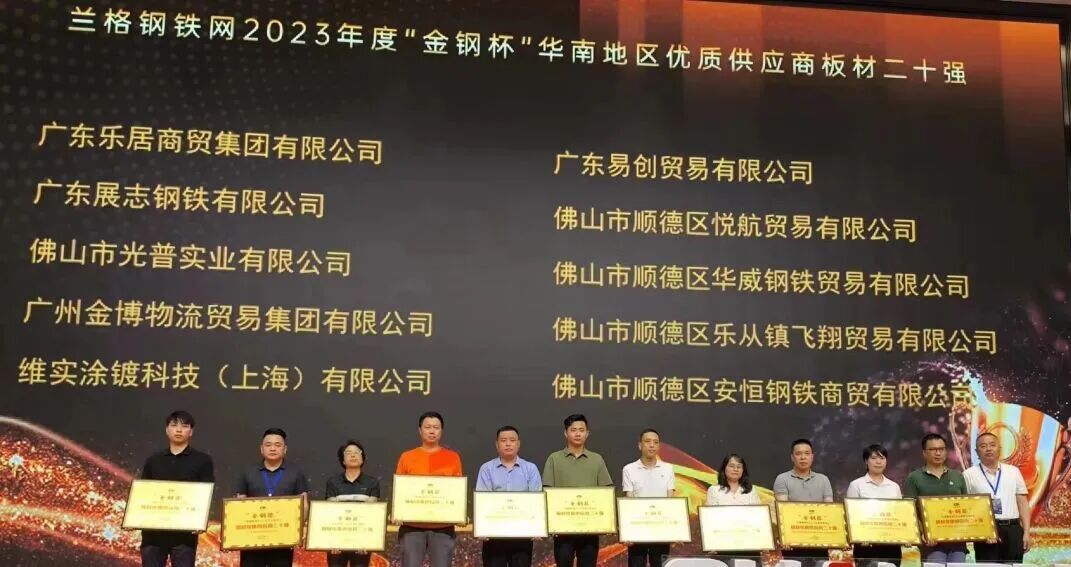 兰格钢铁网2023年度“金钢杯”华南地区优质供应商板材二十强
广东乐居商贸集团有限公司
广东展志钢铁有限公司
佛山市光普实业有限公司
广州金博物流贸易集团有限公司
维实涂镀科技（上海）有限公司
广东易创贸易有限公司
佛山市顺德区悦航贸易有限公司
佛山市顺德区华威钢铁贸易有限公司
佛山市顺德区乐从镇飞翔贸易有限公司
佛山市顺德区安恒钢铁商贸有限公司